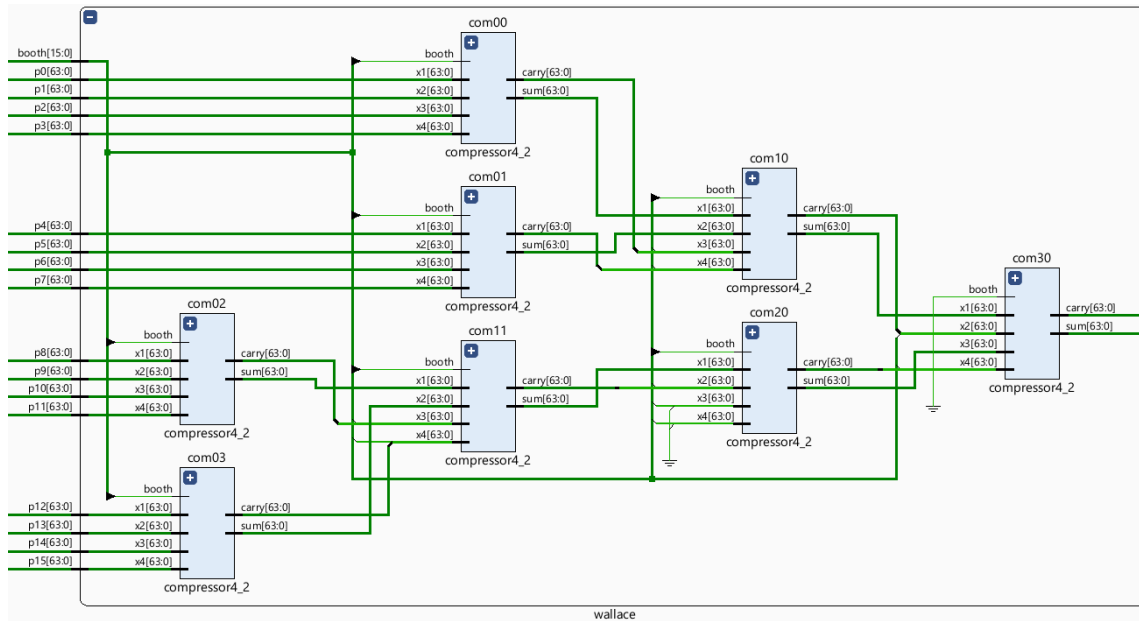 com00
booth[15:0]
p0[63:0]
p1[63:0]
p2[63:0]
p3[63:0]
booth
x1[63:0]
x2[63:0]
x3[63:0]
x4[63:0]
carry[63:0]
sum[63:0]
compressor4_2
com01
p4[63:0]
p5[63:0]
p6[63:0]
p7[63:0]
booth
x1[63:0]
x2[63:0]
x3[63:0]
x4[63:0]
carry[63:0]
sum[63:0]
compressor4_2
com10
booth
x1[63:0]
x2[63:0]
x3[63:0]
x4[63:0]
carry[63:0]
sum[63:0]
compressor4_2
com02
p8[63:0]
p9[63:0]
p10[63:0]
p11[63:0]
booth
x1[63:0]
x2[63:0]
x3[63:0]
x4[63:0]
carry[63:0]
sum[63:0]
compressor4_2
com11
booth
x1[63:0]
x2[63:0]
x3[63:0]
x4[63:0]
carry[63:0]
sum[63:0]
compressor4_2
com20
booth
x1[63:0]
x2[63:0]
x3[63:0]
x4[63:0]
carry[63:0]
sum[63:0]
compressor4_2
com30
booth
x1[63:0]
x2[63:0]
x3[63:0]
x4[63:0]
carry[63:0]
sum[63:0]
compressor4_2
com03
p12[63:0]
p13[63:0]
p14[63:0]
p15[63:0]
booth
x1[63:0]
x2[63:0]
x3[63:0]
x4[63:0]
carry[63:0]
sum[63:0]
compressor4_2
wallace